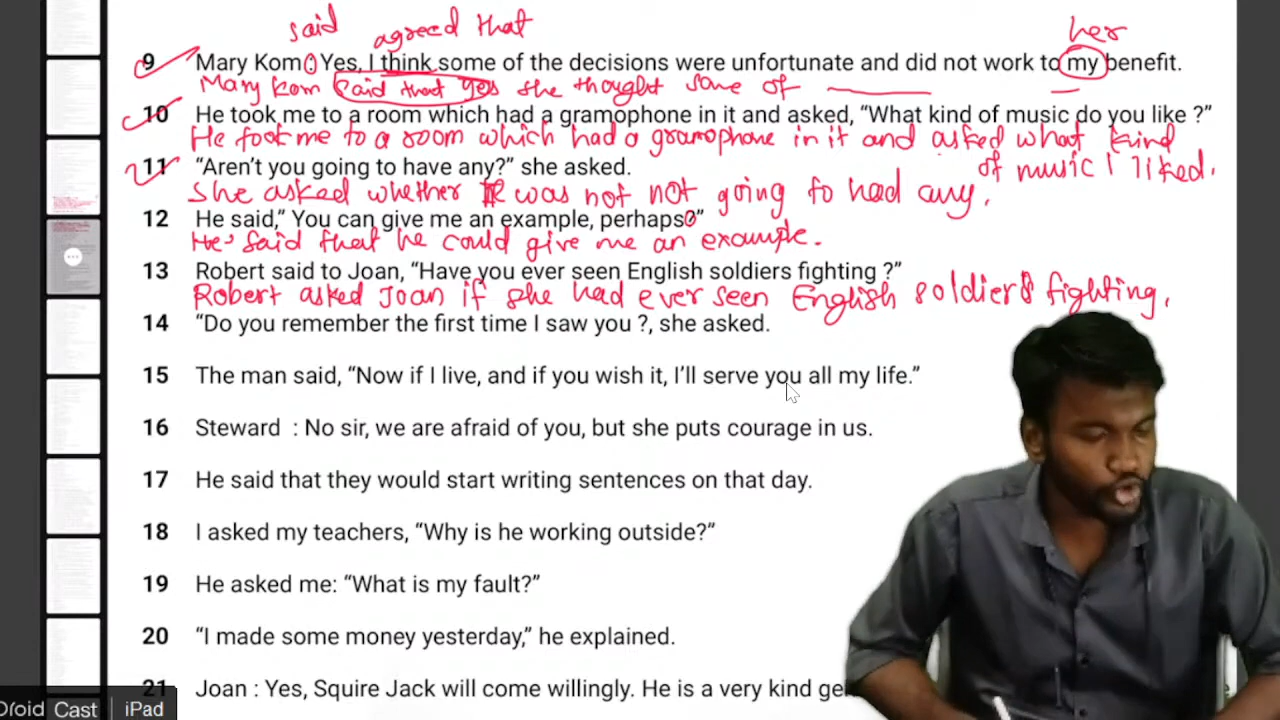 said agreed that her
9 Mary Kom : Yes, I think some of the decisions were unfortunate and did not work to my benefit.
Mary Kom said that yes she thought some of
10 He took me to a room which had a gramophone in it and asked, “What kind of music do you like ?”
He took me to a room which had a gramophone in it and asked what kind
of music I liked.
11 “Aren’t you going to have any?” she asked.
She asked whether I was not not going to had any.
12 He said,” You can give me an example, perhaps?”
He said that he could give me an example.
13 Robert said to Joan, “Have you ever seen English soldiers fighting ?”
Robert asked Joan if she had ever seen English soldiers fighting.
14 “Do you remember the first time I saw you ?, she asked.
15 The man said, “Now if I live, and if you wish it, I’ll serve you all my life.”
16 Steward : No sir, we are afraid of you, but she puts courage in us.
17 He said that they would start writing sentences on that day.
18 I asked my teachers, “Why is he working outside?”
19 He asked me: “What is my fault?”
20 “I made some money yesterday,” he explained.
21 Joan : Yes, Squire Jack will come willingly. He is a very kind
Droid Cast iPad